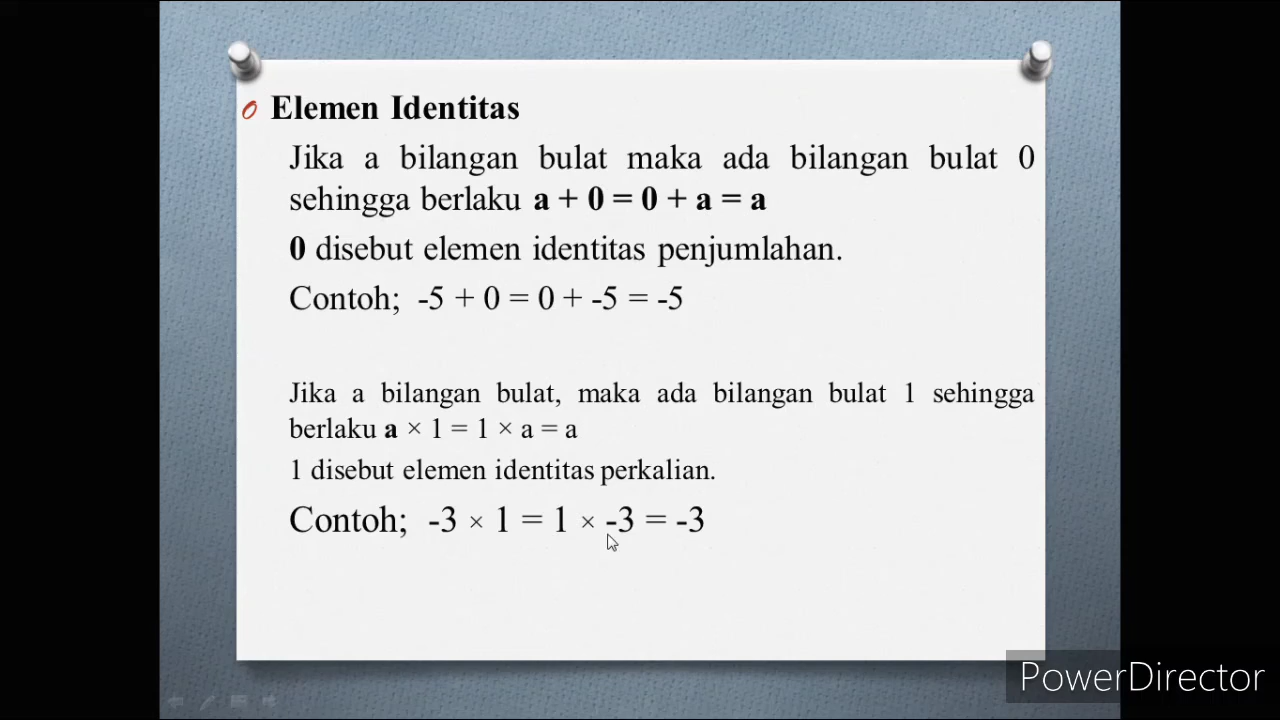 Elemen Identitas
Jika a bilangan bulat maka ada bilangan bulat 0
sehingga berlaku a + 0 = 0 + a = a
0 disebut elemen identitas penjumlahan.
Contoh; -5 + 0 = 0 + -5 = -5
Jika a bilangan bulat, maka ada bilangan bulat 1 sehingga
berlaku a × 1 = 1 × a = a
1 disebut elemen identitas perkalian.
Contoh; -3 × 1 = 1 × -3 = -3
PowerDirector